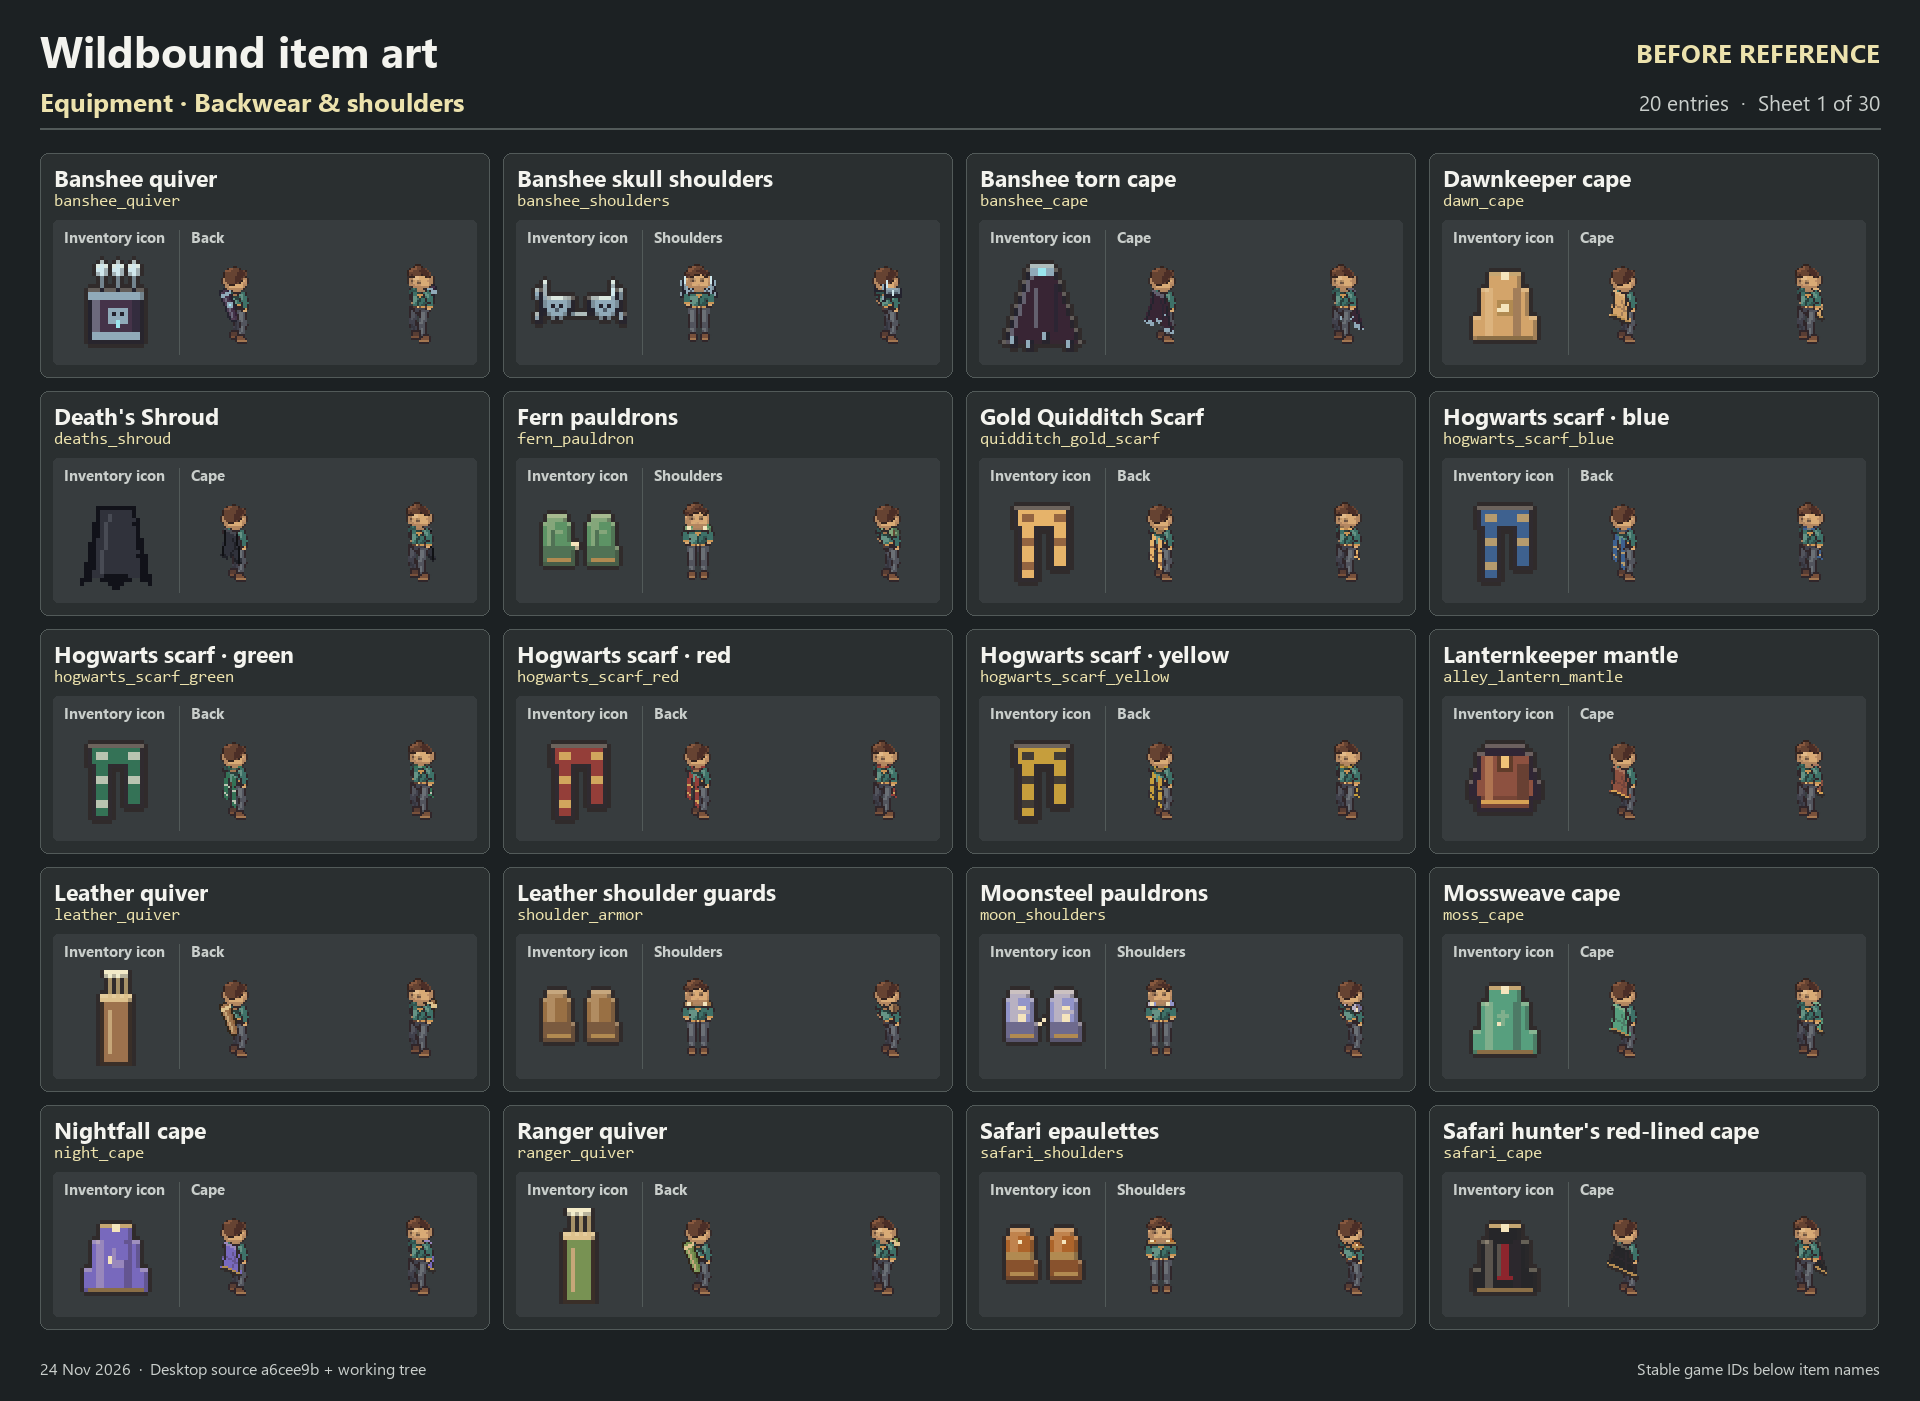 Wildbound item art
BEFORE REFERENCE
Equipment · Backwear & shoulders
20 entries · Sheet 1 of 30
Banshee quiver
banshee_quiver
Inventory icon
Back
Banshee skull shoulders
banshee_shoulders
Inventory icon
Shoulders
Banshee torn cape
banshee_cape
Inventory icon
Cape
Dawnkeeper cape
dawn_cape
Inventory icon
Cape
Death's Shroud
deaths_shroud
Inventory icon
Cape
Fern pauldrons
fern_pauldron
Inventory icon
Shoulders
Gold Quidditch Scarf
quidditch_gold_scarf
Inventory icon
Back
Hogwarts scarf · blue
hogwarts_scarf_blue
Inventory icon
Back
Hogwarts scarf · green
hogwarts_scarf_green
Inventory icon
Back
Hogwarts scarf · red
hogwarts_scarf_red
Inventory icon
Back
Hogwarts scarf · yellow
hogwarts_scarf_yellow
Inventory icon
Back
Lanternkeeper mantle
alley_lantern_mantle
Inventory icon
Cape
Leather quiver
leather_quiver
Inventory icon
Back
Leather shoulder guards
shoulder_armor
Inventory icon
Shoulders
Moonsteel pauldrons
moon_shoulders
Inventory icon
Shoulders
Mossweave cape
moss_cape
Inventory icon
Cape
Nightfall cape
night_cape
Inventory icon
Cape
Ranger quiver
ranger_quiver
Inventory icon
Back
Safari epaulettes
safari_shoulders
Inventory icon
Shoulders
Safari hunter's red-lined cape
safari_cape
Inventory icon
Cape
24 Nov 2026 · Desktop source a6cee9b + working tree
Stable game IDs below item names